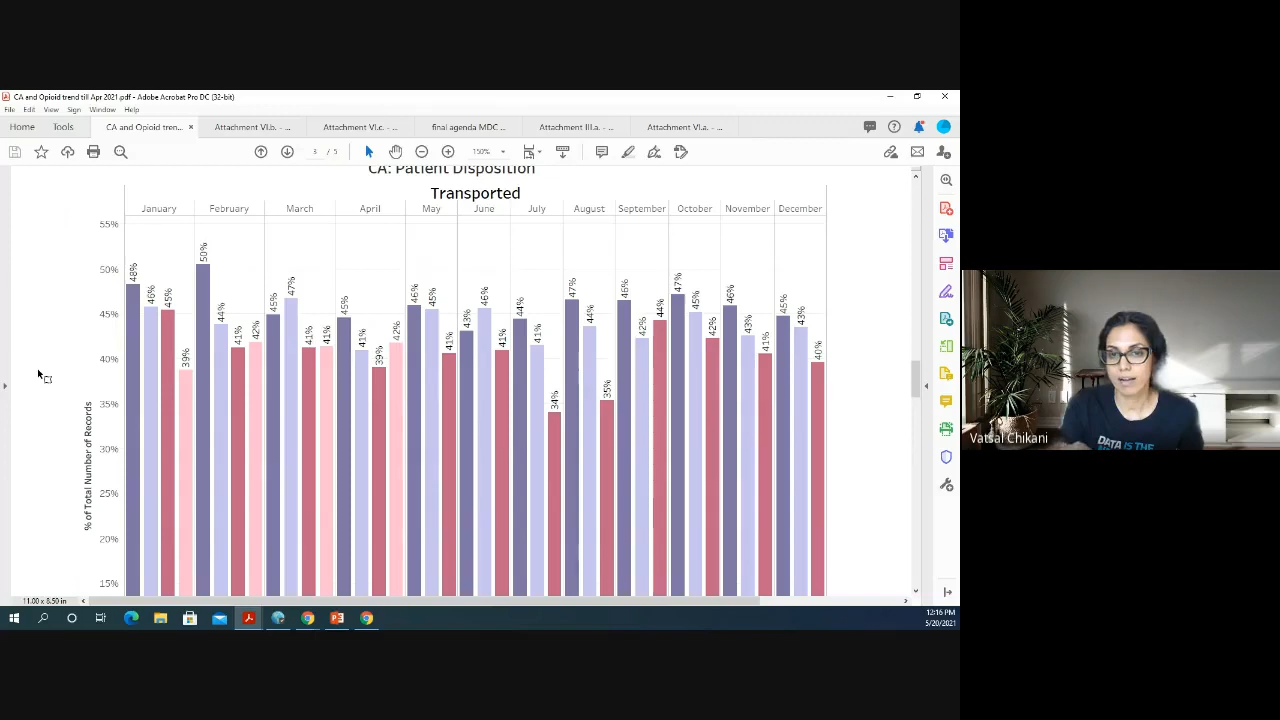 CA and Opioid trend till Apr 2021.pdf - Adobe Acrobat Pro DC (32-bit)
File Edit View Sign Window Help
Home Tools CA and Opioid tren... × Attachment VI.b. - ... Attachment VI.c. - ... final agenda MDC ... Attachment III.a. - ... Attachment VI.a. - ...
3 / 5 150%
CA: Patient Disposition
Transported
January February March April May June July August September October November December
55%
50%
45%
40%
35%
30%
25%
20%
15%
% of Total Number of Records
48% 46% 45% 39% 50% 44% 41% 42% 45% 47% 41% 41% 45% 41% 39% 42% 46% 45% 41% 43% 46% 41% 44% 41% 34% 47% 44% 35% 46% 42% 44% 47% 45% 42% 46% 43% 41% 45% 43% 40%
11.00 x 8.50 in
12:16 PM
5/20/2021
DATA IS THE
Vatsal Chikani